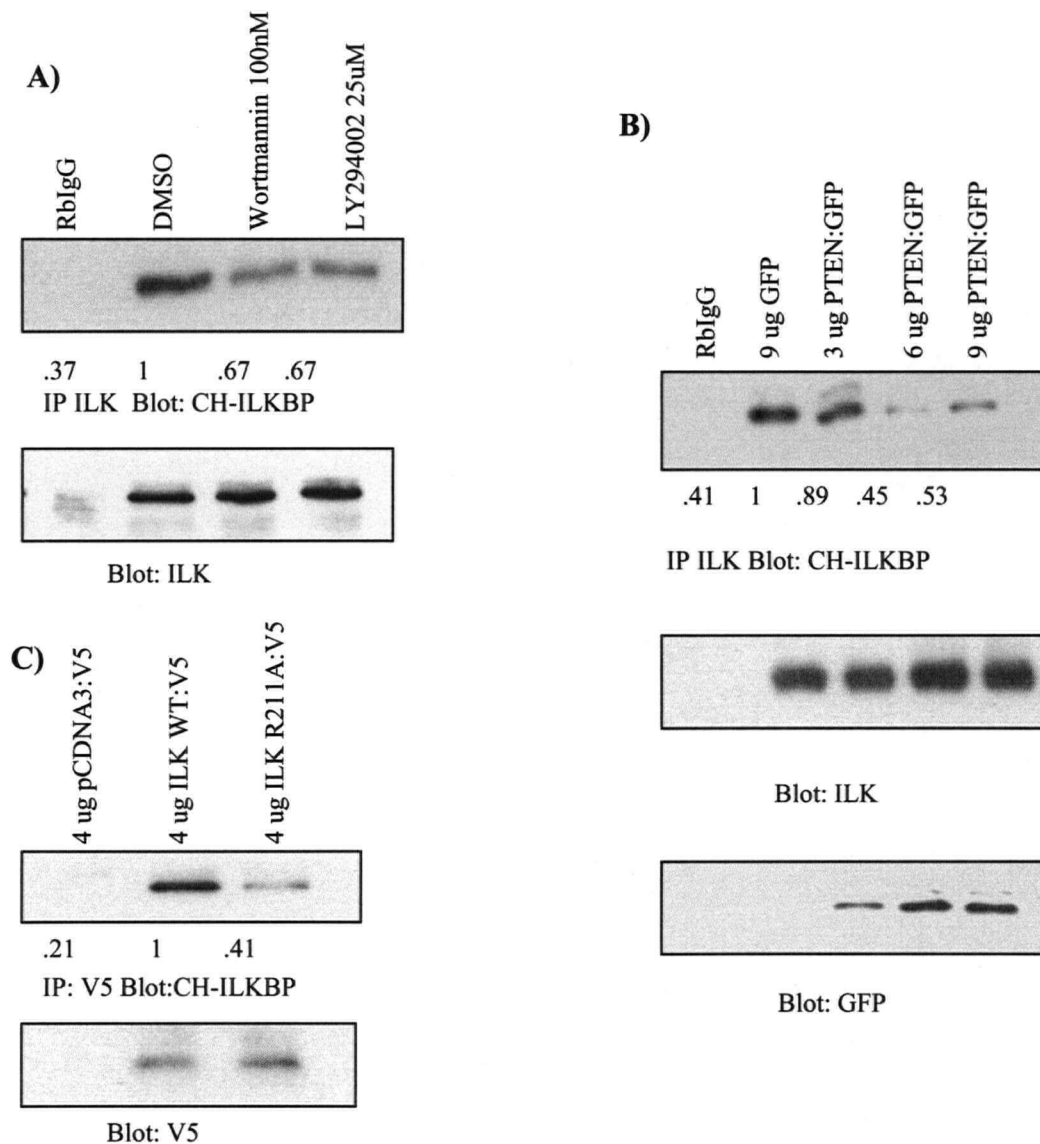 A)
RbIgG
DMSO
Wortmannin 100nM
LY294002 25uM
.37 1 .67 .67
IP ILK Blot: CH-ILKBP
Blot: ILK
B)
RbIgG
9 ug GFP
3 ug PTEN:GFP
6 ug PTEN:GFP
9 ug PTEN:GFP
.41 1 .89 .45 .53
IP ILK Blot: CH-ILKBP
Blot: ILK
Blot: GFP
C)
4 ug pCDNA3:V5
4 ug ILK WT:V5
4 ug ILK R211A:V5
.21 1 .41
IP: V5 Blot:CH-ILKBP
Blot: V5